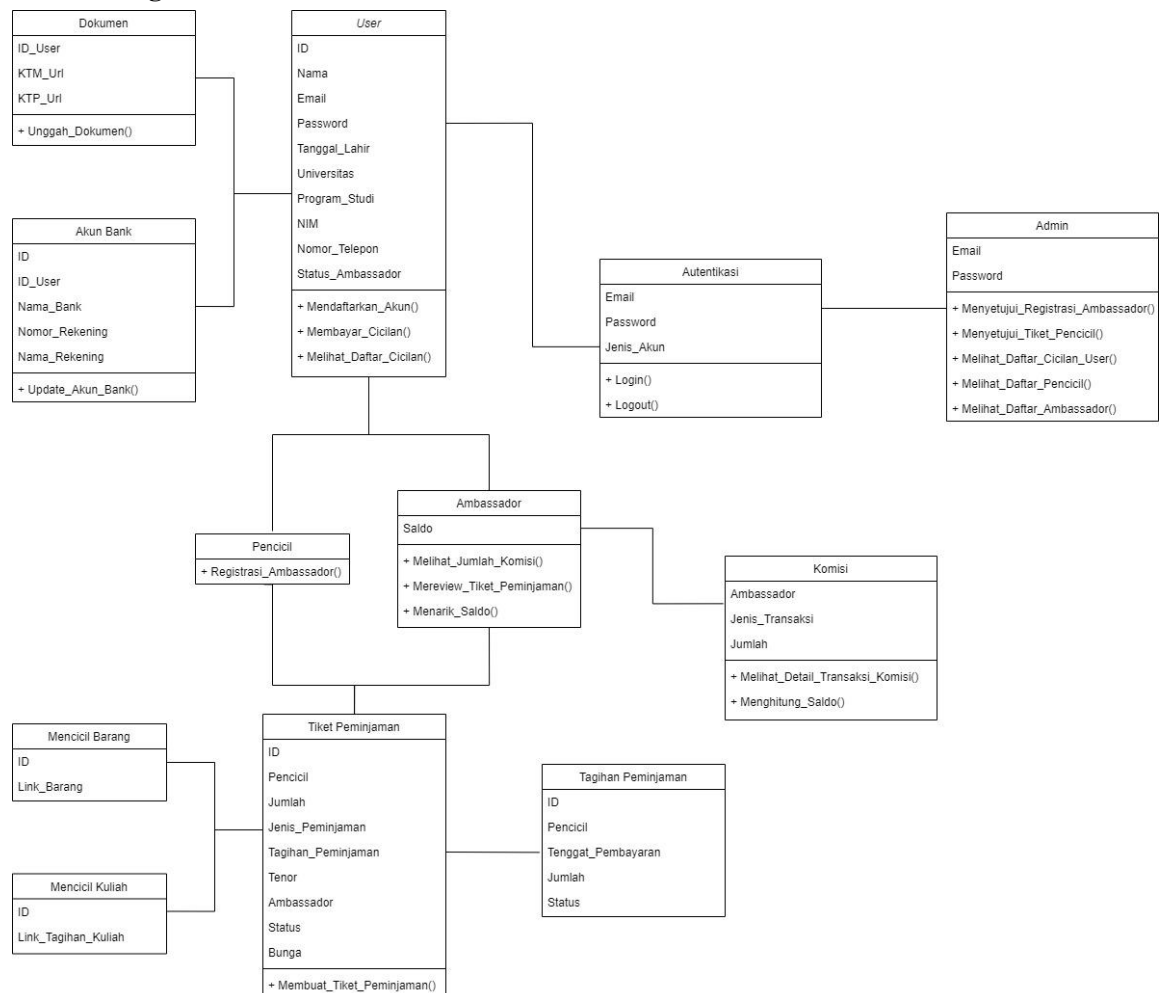 Dokumen
ID_User
KTM_Url
KTP_Url
+ Unggah_Dokumen()
User
ID
Nama
Email
Password
Tanggal_Lahir
Universitas
Program_Studi
NIM
Nomor_Telepon
Status_Ambassador
+ Mendaftarkan_Akun()
+ Membayar_Cicilan()
+ Melihat_Daftar_Cicilan()
Akun Bank
ID
ID_User
Nama_Bank
Nomor_Rekening
Nama_Rekening
+ Update_Akun_Bank()
Autentikasi
Email
Password
Jenis_Akun
+ Login()
+ Logout()
Admin
Email
Password
+ Menyetujui_Registrasi_Ambassador()
+ Menyetujui_Tiket_Pencicil()
+ Melihat_Daftar_Cicilan_User()
+ Melihat_Daftar_Pencicil()
+ Melihat_Daftar_Ambassador()
Pencicil
+ Registrasi_Ambassador()
Ambassador
Saldo
+ Melihat_Jumlah_Komisi()
+ Mereview_Tiket_Peminjaman()
+ Menarik_Saldo()
Komisi
Ambassador
Jenis_Transaksi
Jumlah
+ Melihat_Detail_Transaksi_Komisi()
+ Menghitung_Saldo()
Mencicil Barang
ID
Link_Barang
Mencicil Kuliah
ID
Link_Tagihan_Kuliah
Tiket Peminjaman
ID
Pencicil
Jumlah
Jenis_Peminjaman
Tagihan_Peminjaman
Tenor
Ambassador
Status
Bunga
+ Membuat_Tiket_Peminjaman()
Tagihan Peminjaman
ID
Pencicil
Tenggat_Pembayaran
Jumlah
Status